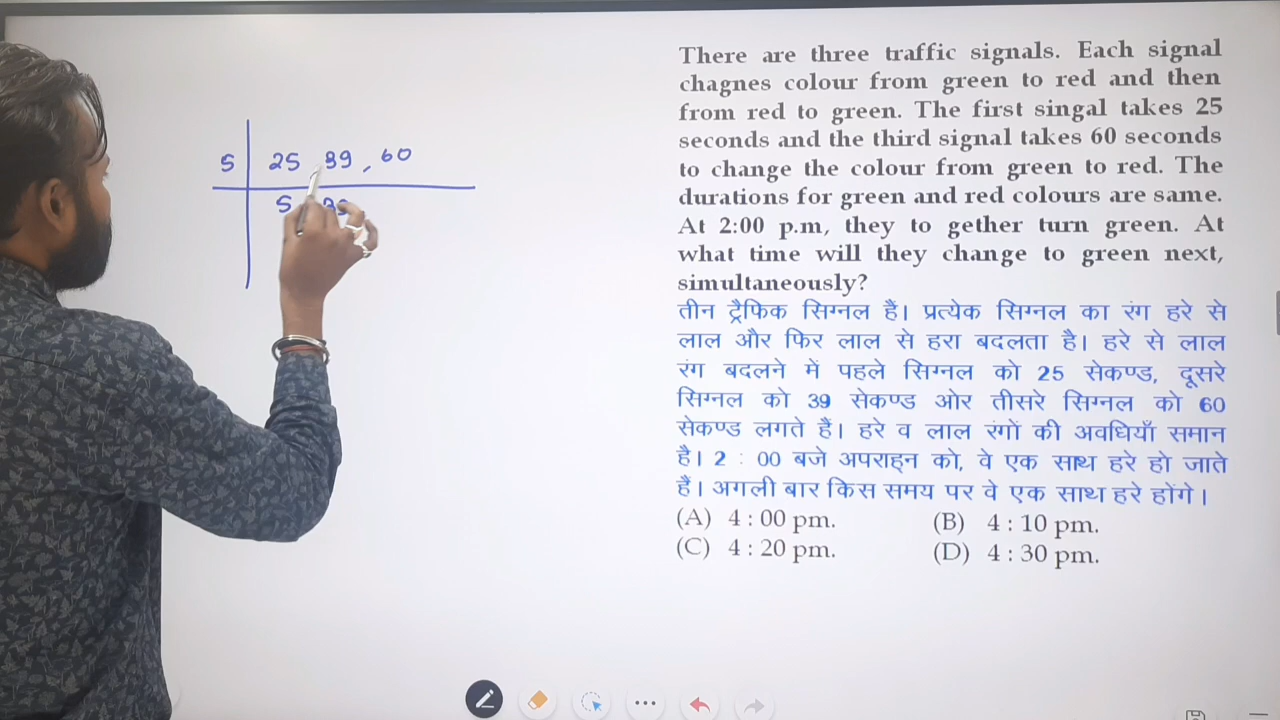 5 25, 39, 60
5
There are three traffic signals. Each signal
chagnes colour from green to red and then
from red to green. The first singal takes 25
seconds and the third signal takes 60 seconds
to change the colour from green to red. The
durations for green and red colours are same.
At 2:00 p.m, they to gether turn green. At
what time will they change to green next,
simultaneously?
तीन ट्रैफिक सिग्नल हैं। प्रत्येक सिग्नल का रंग हरे से
लाल और फिर लाल से हरा बदलता है। हरे से लाल
रंग बदलने में पहले सिग्नल को 25 सेकण्ड, दूसरे
सिग्नल को 39 सेकण्ड ओर तीसरे सिग्नल को 60
सेकण्ड लगते हैं। हरे व लाल रंगों की अवधियाँ समान
है। 2 : 00 बजे अपराह्न को, वे एक साथ हरे हो जाते
हैं। अगली बार किस समय पर वे एक साथ हरे होंगे।
(A) 4 : 00 pm. (B) 4 : 10 pm.
(C) 4 : 20 pm. (D) 4 : 30 pm.